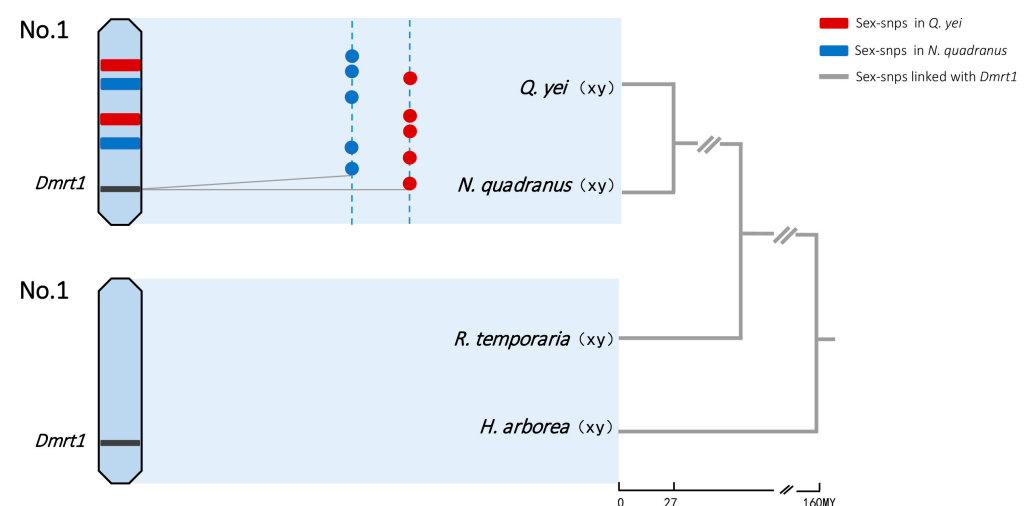 No.1
Sex-snps in Q. yei
Sex-snps in N. quadranus
Sex-snps linked with Dmrt1
Q. yei (xy)
Dmrt1
N. quadranus (xy)
No.1
R. temporaria (xy)
H. arborea (xy)
Dmrt1
0 27 160MY